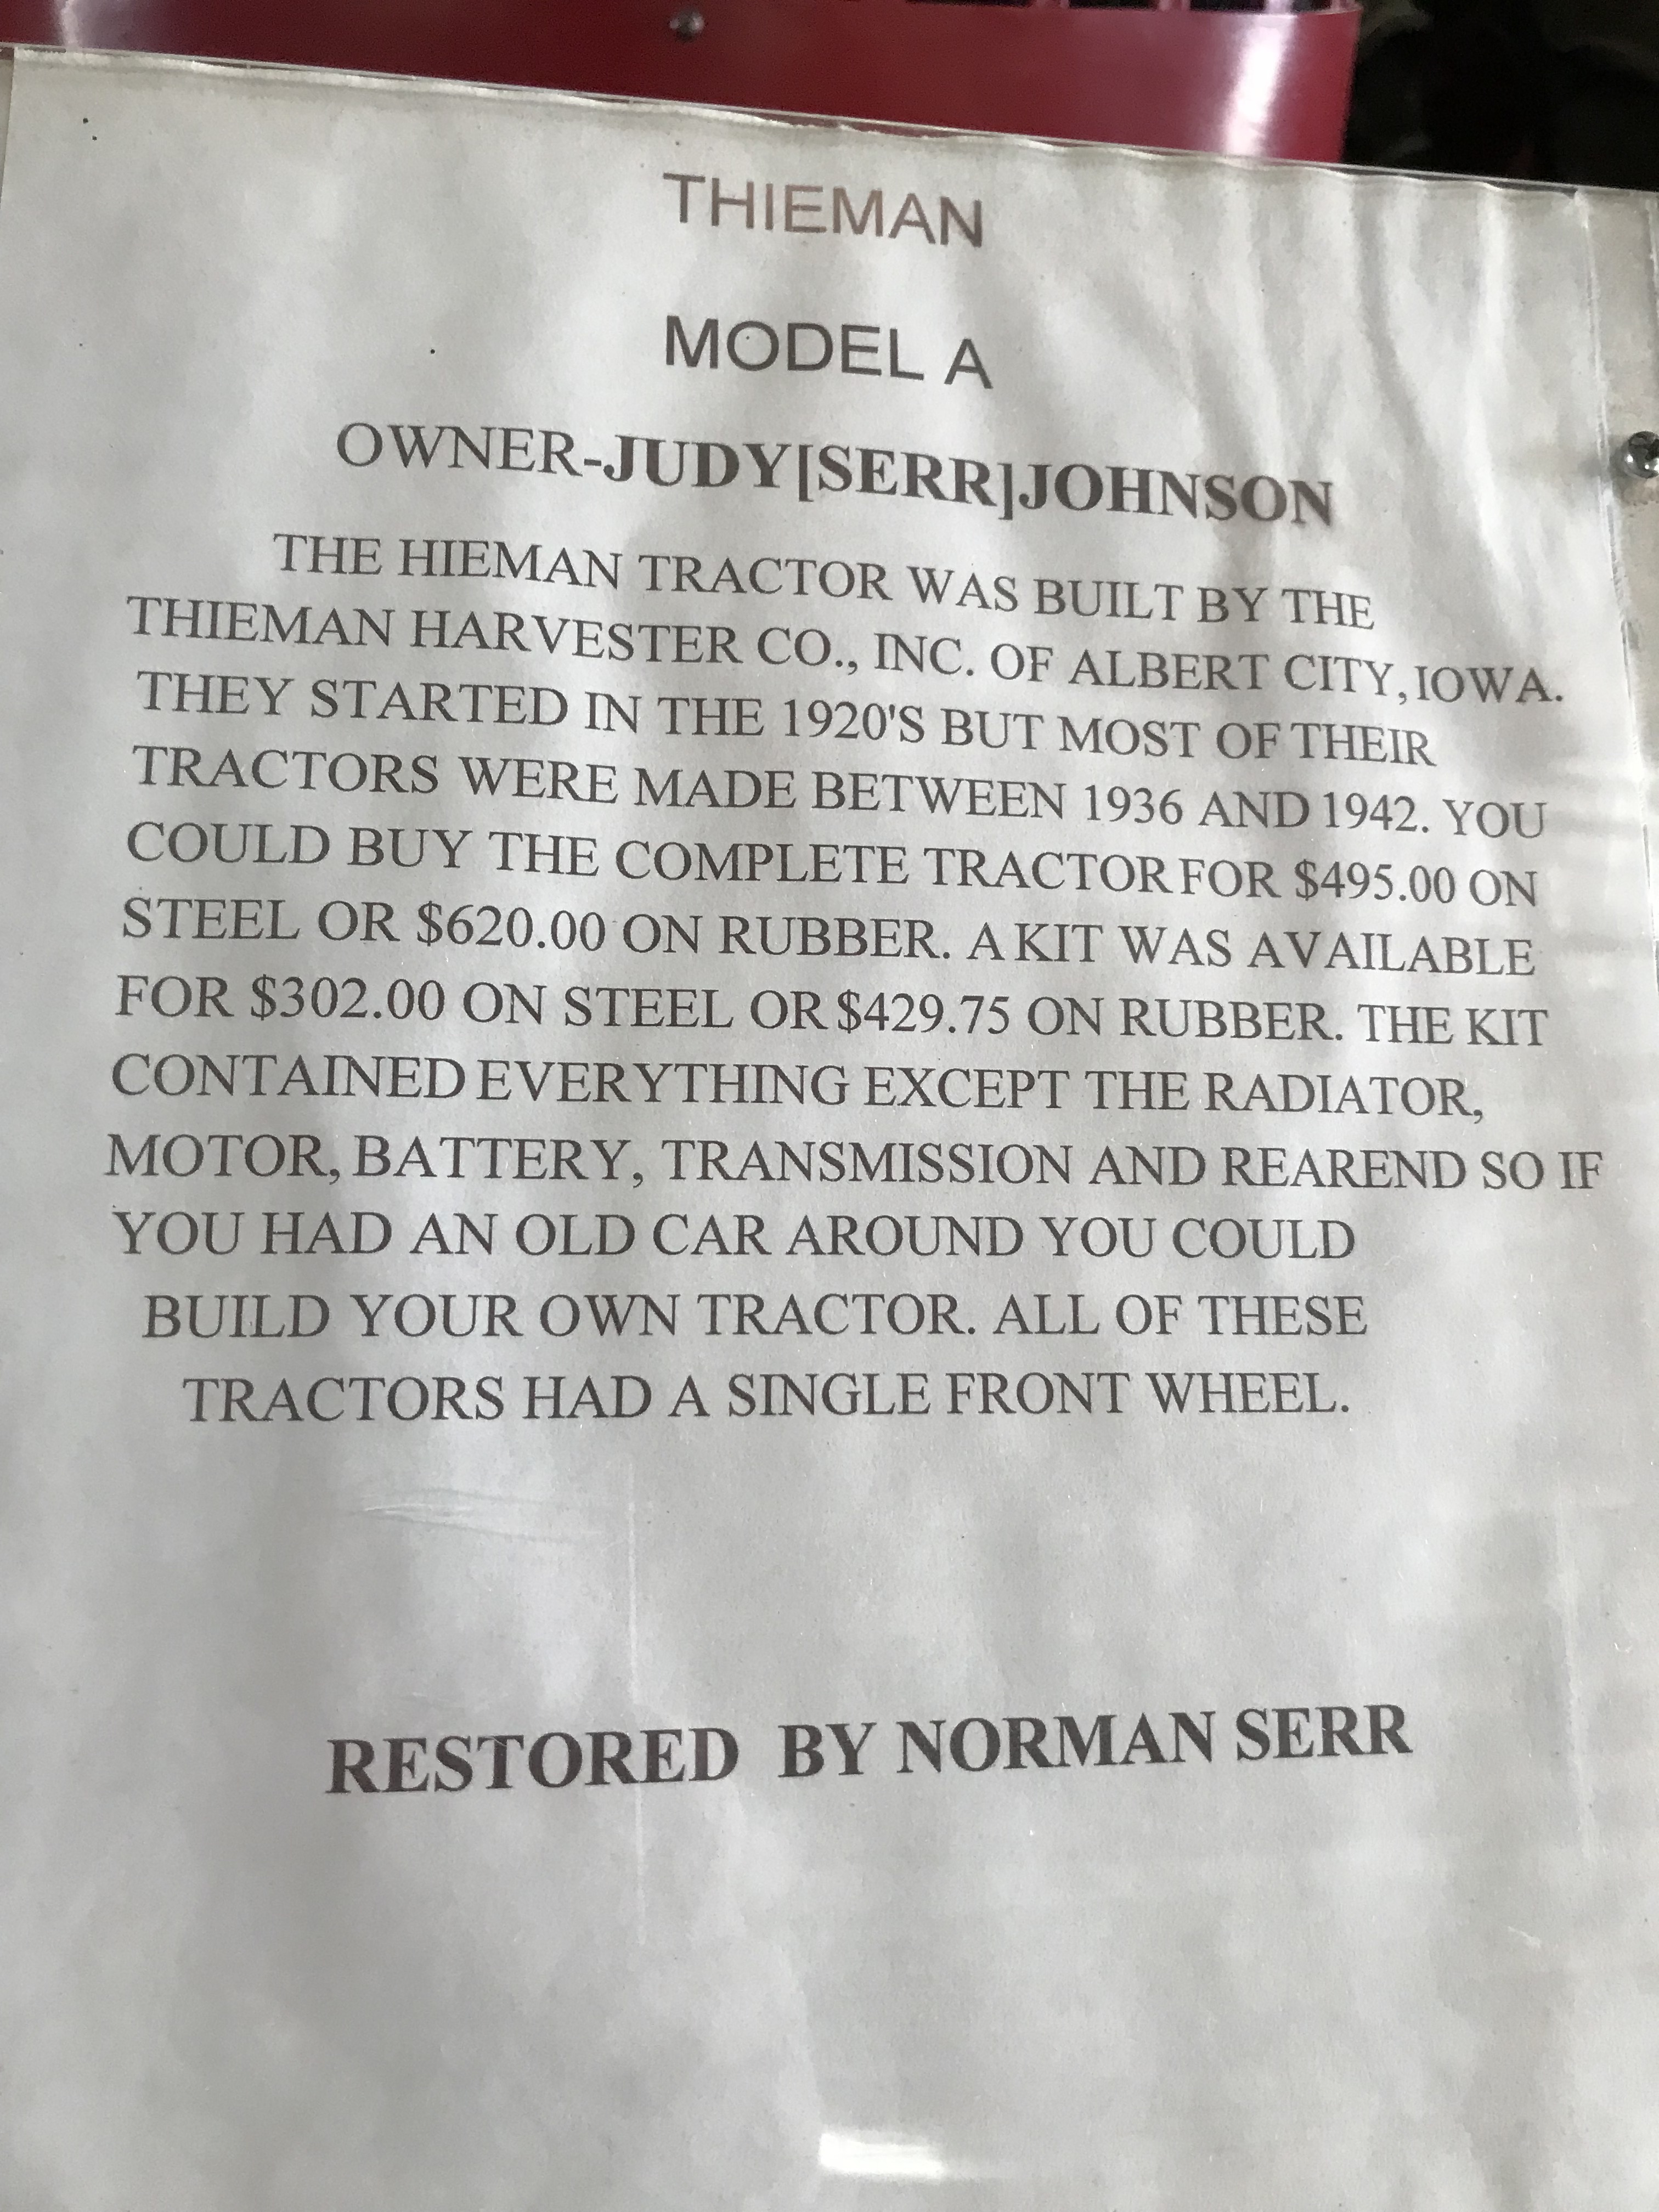 THIEMAN
MODEL A
OWNER-JUDY[SERR]JOHNSON
THE HIEMAN TRACTOR WAS BUILT BY THE
THIEMAN HARVESTER CO., INC. OF ALBERT CITY, IOWA.
THEY STARTED IN THE 1920'S BUT MOST OF THEIR
TRACTORS WERE MADE BETWEEN 1936 AND 1942. YOU
COULD BUY THE COMPLETE TRACTOR FOR $495.00 ON
STEEL OR $620.00 ON RUBBER. A KIT WAS AVAILABLE
FOR $302.00 ON STEEL OR $429.75 ON RUBBER. THE KIT
CONTAINED EVERYTHING EXCEPT THE RADIATOR,
MOTOR, BATTERY, TRANSMISSION AND REAREND SO IF
YOU HAD AN OLD CAR AROUND YOU COULD
BUILD YOUR OWN TRACTOR. ALL OF THESE
TRACTORS HAD A SINGLE FRONT WHEEL.
RESTORED BY NORMAN SERR